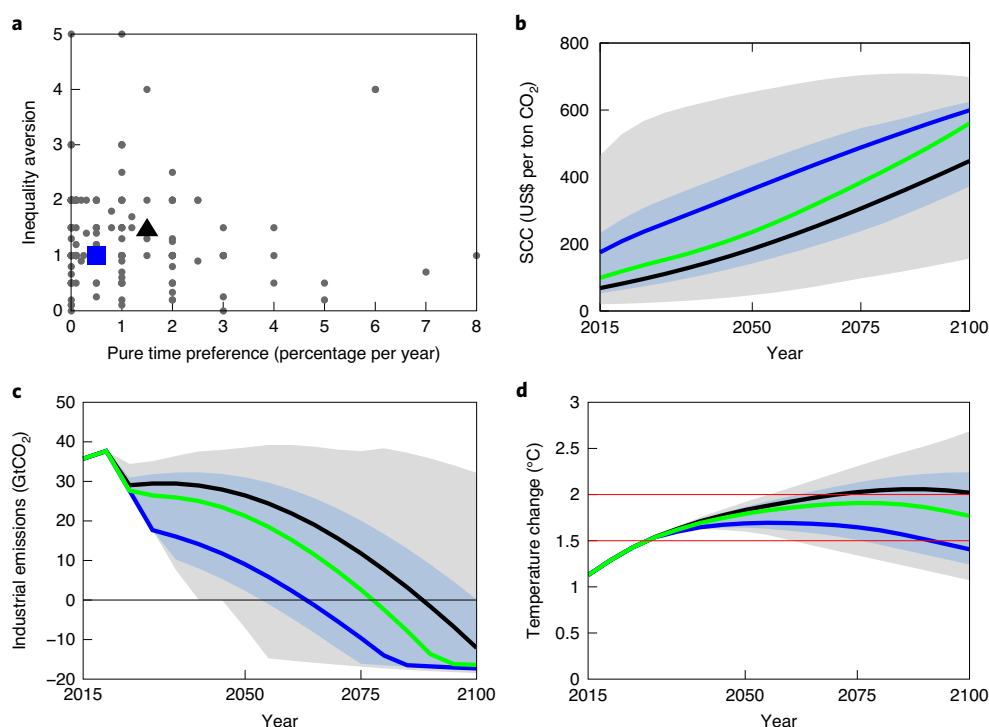 a
5
4
3
2
1
0
0 1 2 3 4 5 6 7 8
Inequality aversion
Pure time preference (percentage per year)
b
800
600
400
200
0
2015 2050 2075 2100
SCC (US$ per ton CO2)
Year
c
50
40
30
20
10
0
–10
–20
2015 2050 2075 2100
Industrial emissions (GtCO2)
Year
d
3
2.5
2
1.5
1
0.5
0
2015 2050 2075 2100
Temperature change (°C)
Year